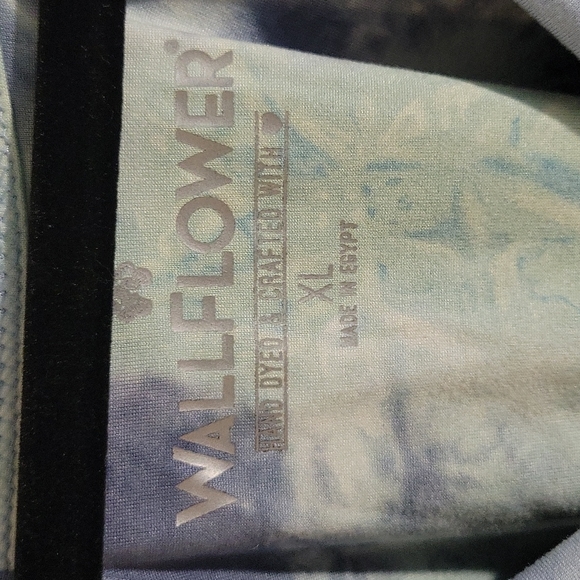 WALLFLOWER®
HAND DYED & CRAFTED WITH ♥
XL
MADE IN EGYPT